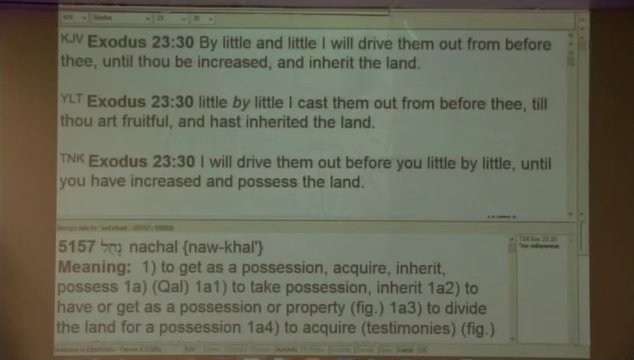 KJV Exodus 23:30 By little and little I will drive them out from before
thee, until thou be increased, and inherit the land.
YLT Exodus 23:30 little by little I cast them out from before thee, till
thou art fruitful, and hast inherited the land.
TNK Exodus 23:30 I will drive them out before you little by little, until
you have increased and possess the land.
5157 נָחַל nachal {naw-khal'}
Meaning: 1) to get as a possession, acquire, inherit,
possess 1a) (Qal) 1a1) to take possession, inherit 1a2) to
have or get as a possession or property (fig.) 1a3) to divide
the land for a possession 1a4) to acquire (testimonies) (fig.)